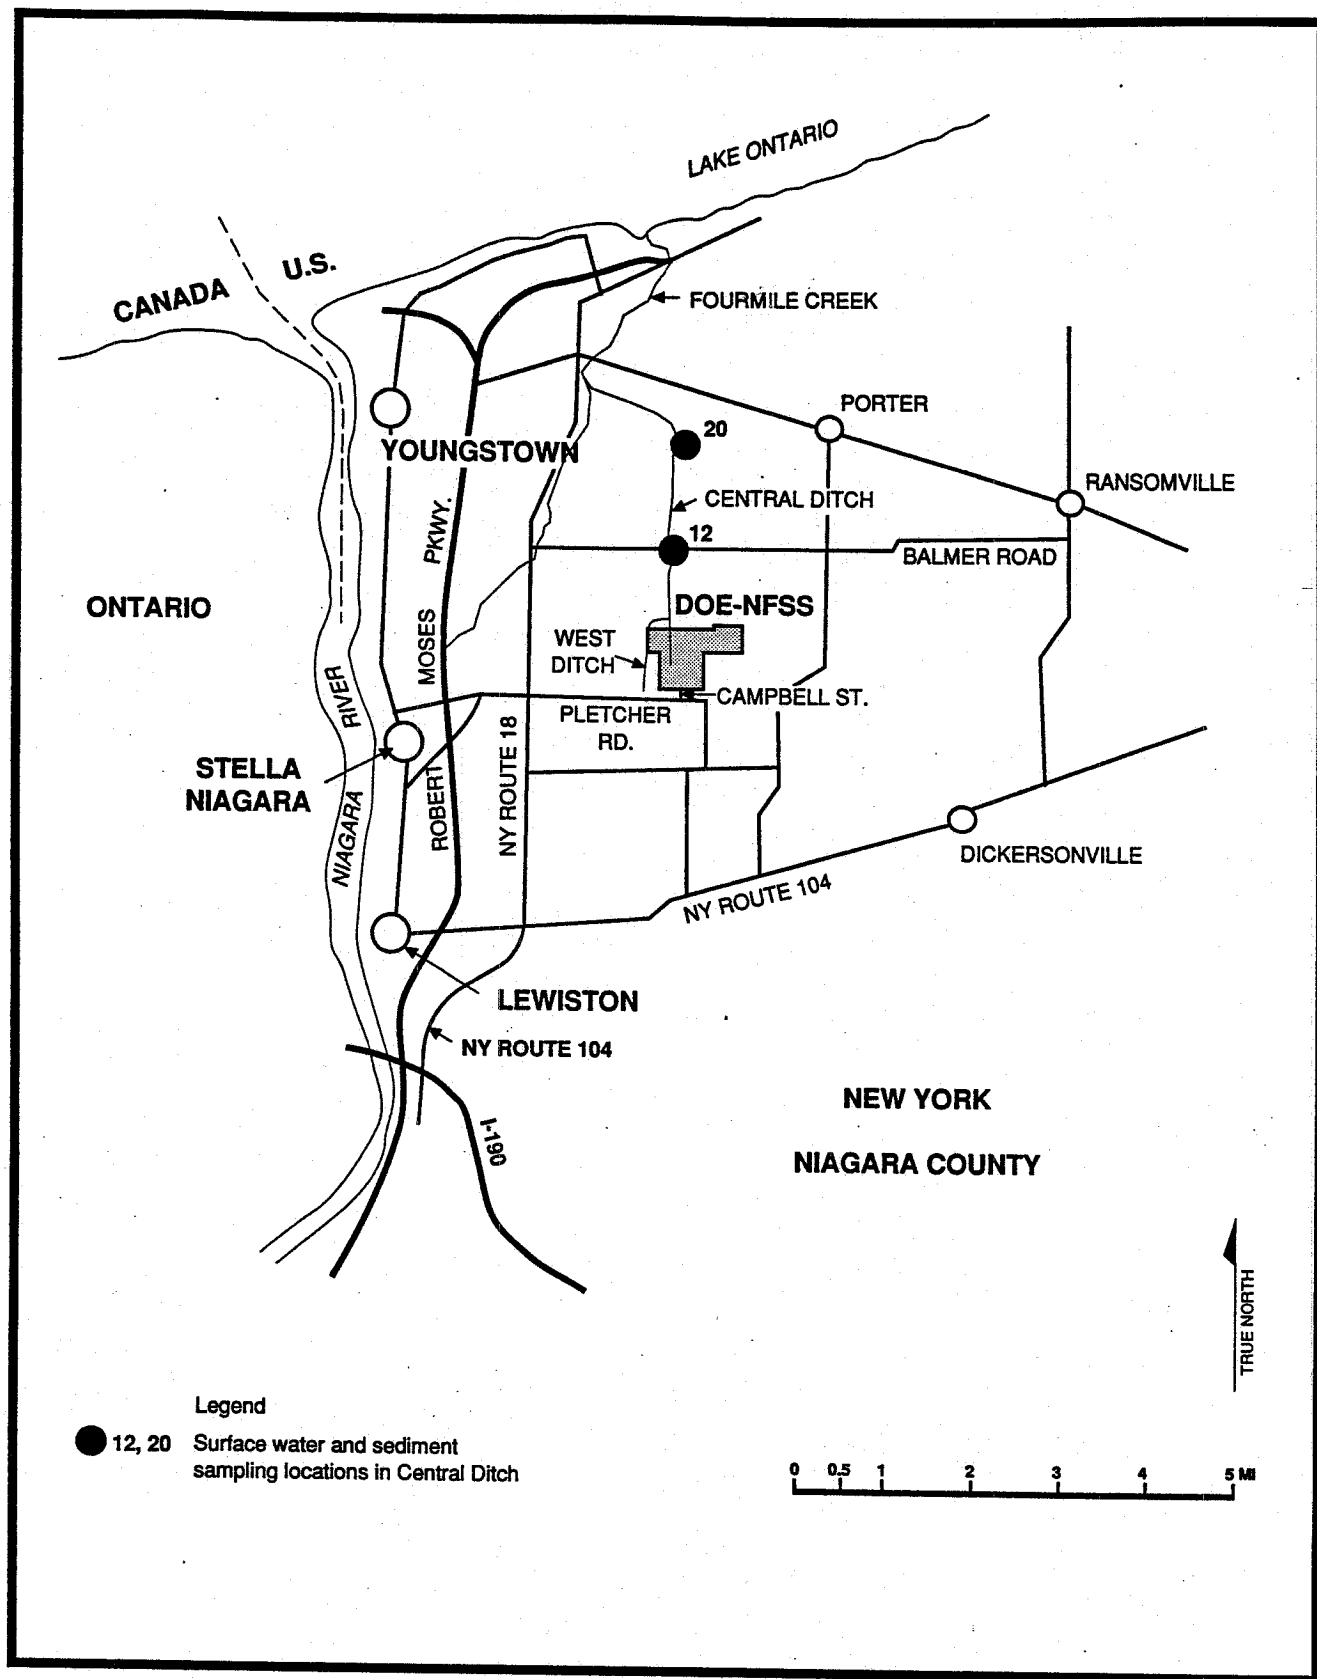 LAKE ONTARIO
U.S.
CANADA
FOURMILE CREEK
PORTER
20
YOUNGSTOWN
RANSOMVILLE
CENTRAL DITCH
12
PKWY.
BALMER ROAD
ONTARIO
DOE-NFSS
MOSES
WEST
DITCH
RIVER
CAMPBELL ST.
PLETCHER
RD.
STELLA
NIAGARA
NY ROUTE 18
ROBERT
NIAGARA
DICKERSONVILLE
NY ROUTE 104
LEWISTON
NY ROUTE 104
NEW YORK
I-190
NIAGARA COUNTY
TRUE NORTH
Legend
12, 20 Surface water and sediment
sampling locations in Central Ditch
0 0.5 1 2 3 4 5 MI